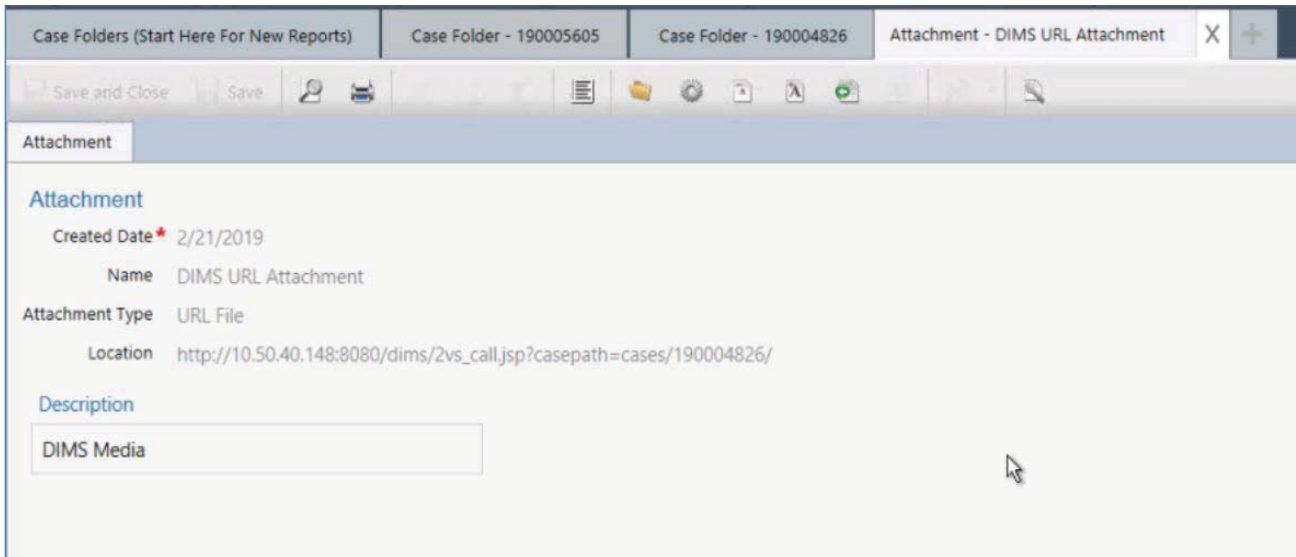 Case Folders (Start Here For New Reports) Case Folder - 190005605 Case Folder - 190004826 Attachment - DIMS URL Attachment X
Save and Close Save
Attachment
Attachment
Created Date* 2/21/2019
Name DIMS URL Attachment
Attachment Type URL File
Location http://10.50.40.148:8080/dims/2vs_call.jsp?casepath=cases/190004826/
Description
DIMS Media